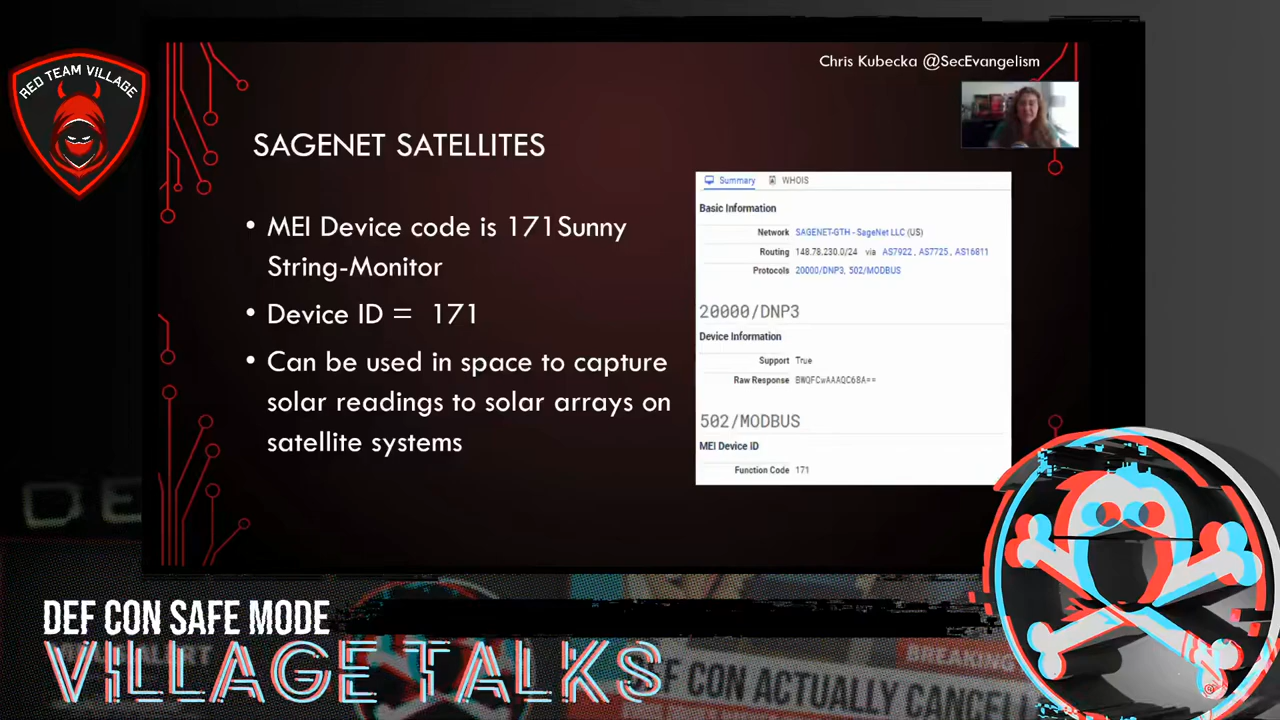 RED TEAM VILLAGE
Chris Kubecka @SecEvangelism
SAGENET SATELLITES
• MEI Device code is 171Sunny
String-Monitor
• Device ID = 171
• Can be used in space to capture
solar readings to solar arrays on
satellite systems
Summary WHOIS
Basic Information
Network SAGENET-GTH - SageNet LLC (US)
Routing 148.78.230.0/24 via AS7922, AS7725, AS16811
Protocols 20000/DNP3, 502/MODBUS
20000/DNP3
Device Information
Support True
Raw Response BWQFCwAAAQC68A==
502/MODBUS
MEI Device ID
Function Code 171
DEF CON SAFE MODE
VILLAGE TALKS
BREAKING
DEF CON ACTUALLY CANCEL